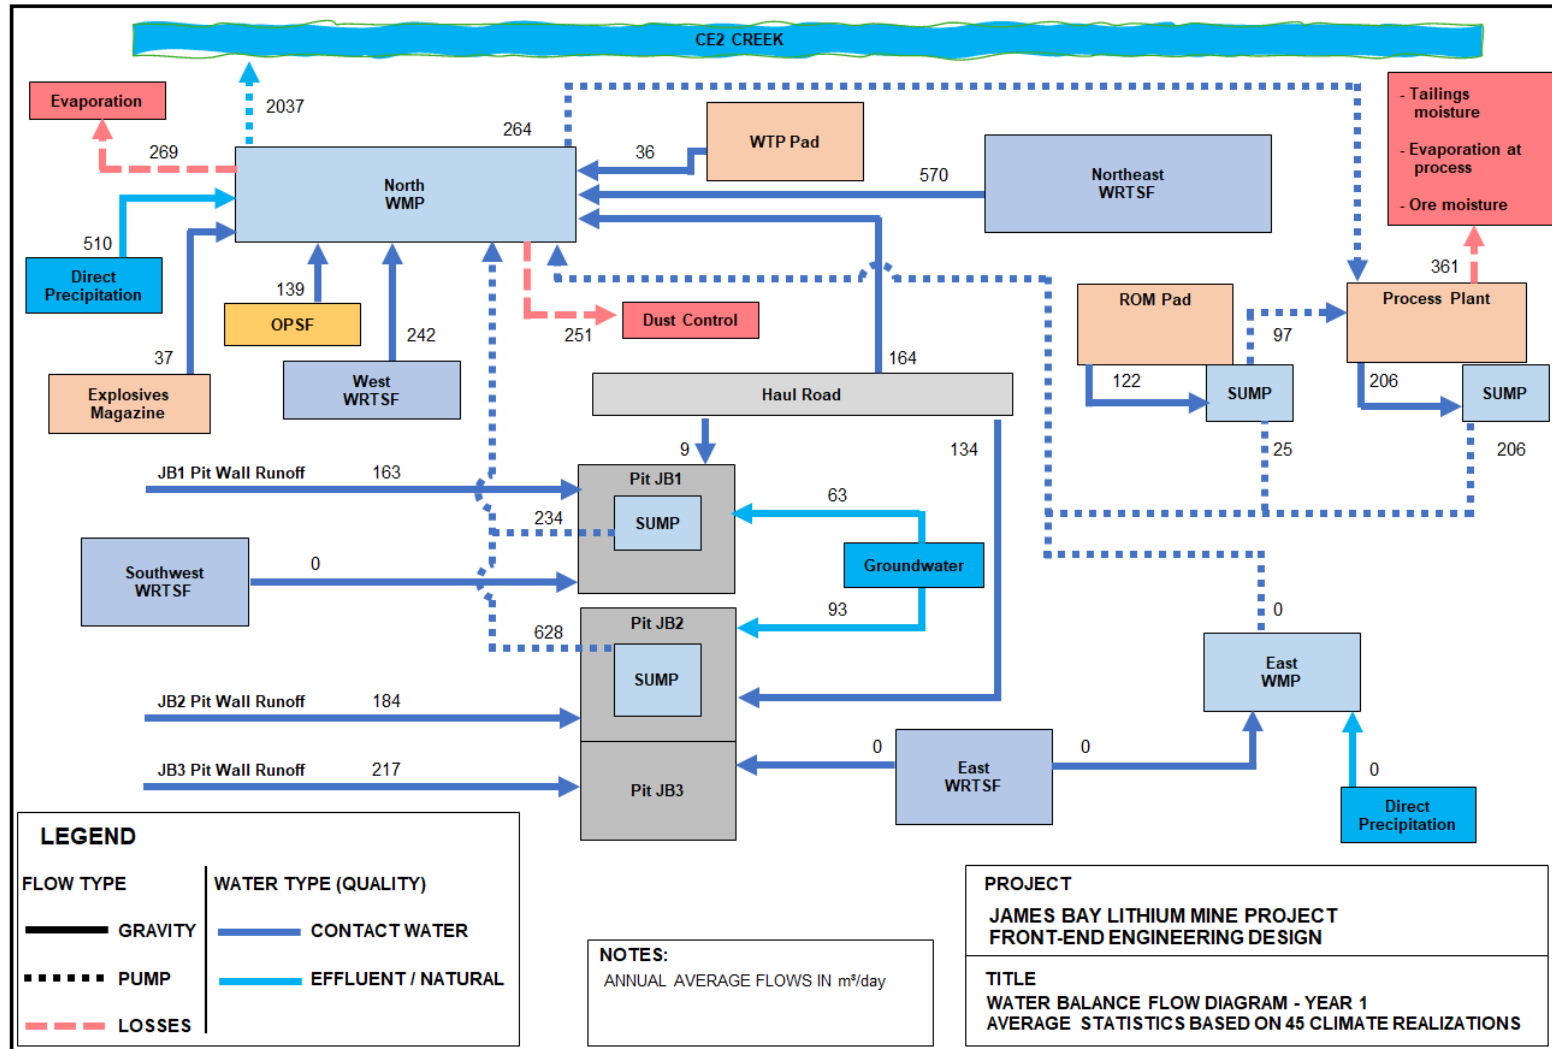 CE2 CREEK
Evaporation
2037
269
264
North
WMP
36
WTP Pad
570
Northeast
WRTSF
- Tailings
moisture
- Evaporation at
process
- Ore moisture
510
Direct
Precipitation
139
OPSF
242
251
Dust Control
361
ROM Pad
Process Plant
97
37
Explosives
Magazine
West
WRTSF
164
Haul Road
122
SUMP
206
SUMP
9
134
25
206
JB1 Pit Wall Runoff
163
Pit JB1
SUMP
234
63
Southwest
WRTSF
0
Groundwater
93
628
Pit JB2
SUMP
0
East
WMP
JB2 Pit Wall Runoff
184
JB3 Pit Wall Runoff
217
Pit JB3
0
East
WRTSF
0
0
Direct
Precipitation
LEGEND
FLOW TYPE
WATER TYPE (QUALITY)
GRAVITY
CONTACT WATER
PUMP
EFFLUENT / NATURAL
LOSSES
NOTES:
ANNUAL AVERAGE FLOWS IN m³/day
PROJECT
JAMES BAY LITHIUM MINE PROJECT
FRONT-END ENGINEERING DESIGN
TITLE
WATER BALANCE FLOW DIAGRAM - YEAR 1
AVERAGE STATISTICS BASED ON 45 CLIMATE REALIZATIONS